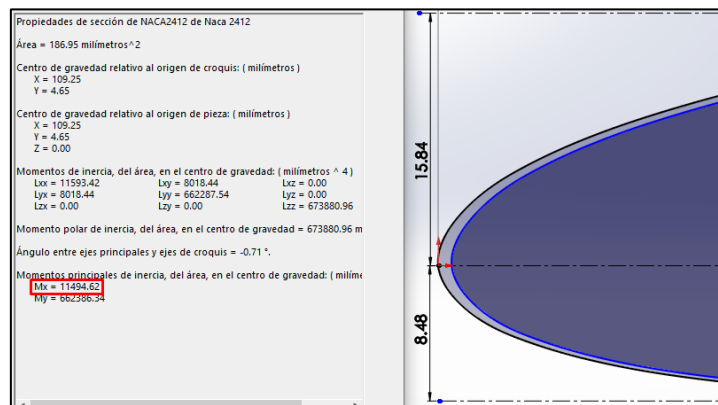 Propiedades de sección de NACA2412 de Naca 2412
Área = 186.95 milímetros^2
Centro de gravedad relativo al origen de croquis: ( milímetros )
X = 109.25
Y = 4.65
Centro de gravedad relativo al origen de pieza: ( milímetros )
X = 109.25
Y = 4.65
Z = 0.00
Momentos de inercia, del área, en el centro de gravedad: ( milímetros ^ 4 )
Lxx = 11593.42 Lxy = 8018.44 Lxz = 0.00
Lyx = 8018.44 Lyy = 662287.54 Lyz = 0.00
Lzx = 0.00 Lzy = 0.00 Lzz = 673880.96
Momento polar de inercia, del área, en el centro de gravedad = 673880.96 m
Ángulo entre ejes principales y ejes de croquis = -0.71 °.
Momentos principales de inercia, del área, en el centro de gravedad: ( milíme
Mx = 11494.62
My = 662386.34
15.84
8.48